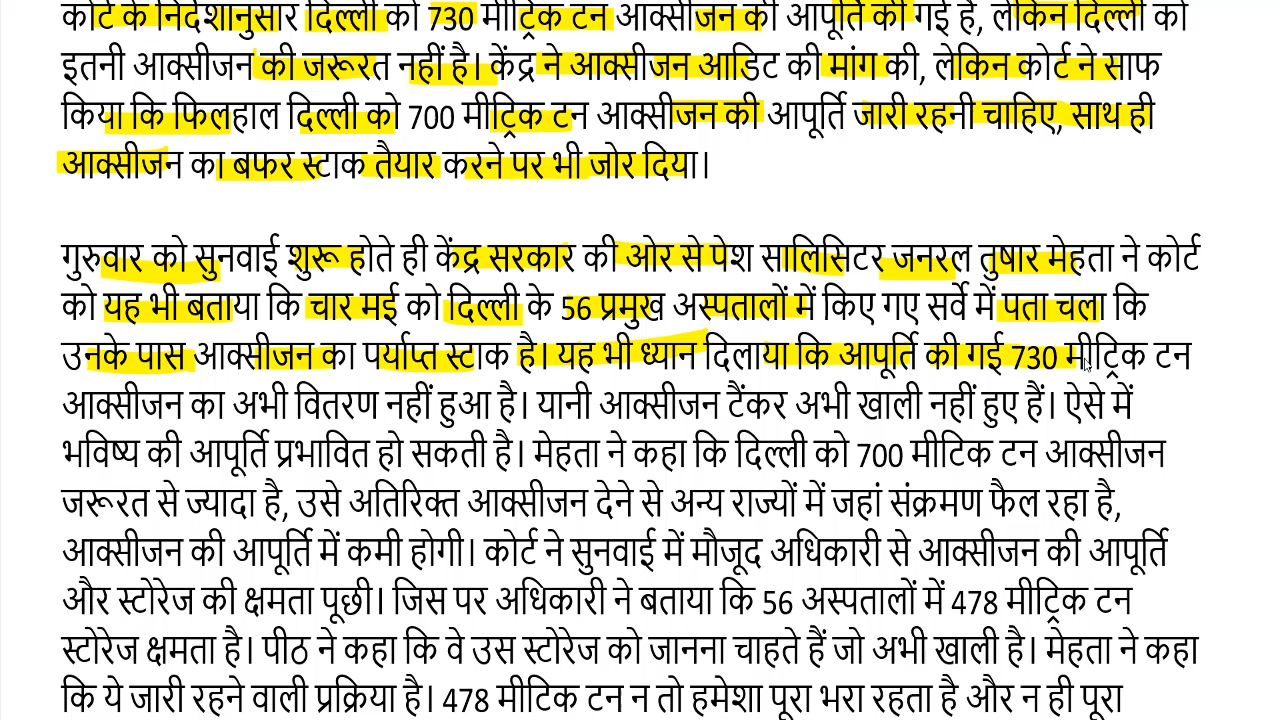 कोर्ट के निर्देशानुसार दिल्ली को 730 मीट्रिक टन आक्सीजन की आपूर्ति की गई है, लेकिन दिल्ली को
इतनी आक्सीजन की जरूरत नहीं है। केंद्र ने आक्सीजन आडिट की मांग की, लेकिन कोर्ट ने साफ
किया कि फिलहाल दिल्ली को 700 मीट्रिक टन आक्सीजन की आपूर्ति जारी रहनी चाहिए, साथ ही
आक्सीजन का बफर स्टाक तैयार करने पर भी जोर दिया।
गुरुवार को सुनवाई शुरू होते ही केंद्र सरकार की ओर से पेश सालिसिटर जनरल तुषार मेहता ने कोर्ट
को यह भी बताया कि चार मई को दिल्ली के 56 प्रमुख अस्पतालों में किए गए सर्वे में पता चला कि
उनके पास आक्सीजन का पर्याप्त स्टाक है। यह भी ध्यान दिलाया कि आपूर्ति की गई 730 मीट्रिक टन
आक्सीजन का अभी वितरण नहीं हुआ है। यानी आक्सीजन टैंकर अभी खाली नहीं हुए हैं। ऐसे में
भविष्य की आपूर्ति प्रभावित हो सकती है। मेहता ने कहा कि दिल्ली को 700 मीटिक टन आक्सीजन
जरूरत से ज्यादा है, उसे अतिरिक्त आक्सीजन देने से अन्य राज्यों में जहां संक्रमण फैल रहा है,
आक्सीजन की आपूर्ति में कमी होगी। कोर्ट ने सुनवाई में मौजूद अधिकारी से आक्सीजन की आपूर्ति
और स्टोरेज की क्षमता पूछी। जिस पर अधिकारी ने बताया कि 56 अस्पतालों में 478 मीट्रिक टन
स्टोरेज क्षमता है। पीठ ने कहा कि वे उस स्टोरेज को जानना चाहते हैं जो अभी खाली है। मेहता ने कहा
कि ये जारी रहने वाली प्रक्रिया है। 478 मीटिक टन न तो हमेशा पूरा भरा रहता है और न ही पूरा